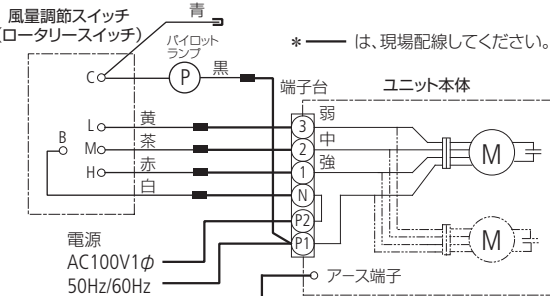 風量調節スイッチ
(ロータリースイッチ)
青
パイロット
ランプ
P
黒
＊ は、現場配線してください。
端子台
ユニット本体
C
L
黄
B
M
茶
H
赤
白
3
弱
2
中
1
強
N
P2
P1
M
M
電源
AC100V1φ
50Hz/60Hz
アース端子